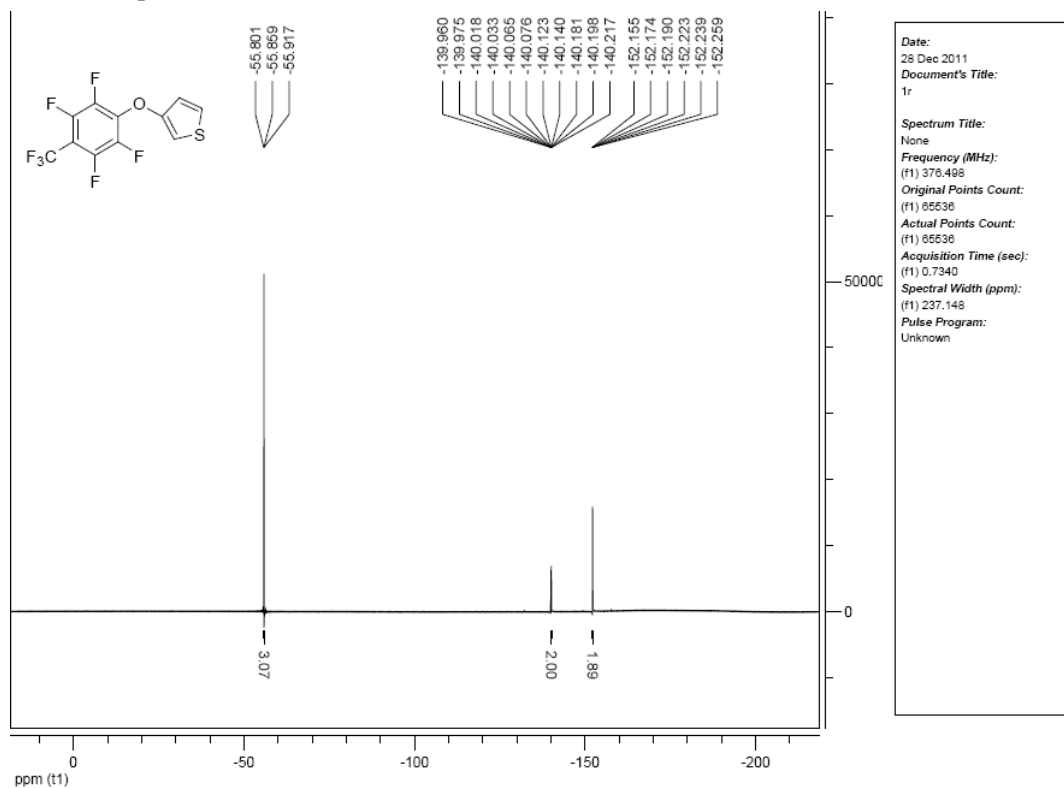 -55.801
-55.859
-55.917
-139.960
-139.975
-140.018
-140.033
-140.065
-140.076
-140.123
-140.140
-140.181
-140.198
-140.217
-152.155
-152.174
-152.190
-152.223
-152.239
-152.259
F
F
O
S
F3C
F
F
50000
0
3.07
2.00
1.89
0
-50
-100
-150
-200
ppm (t1)
Date:
28 Dec 2011
Document's Title:
1r
Spectrum Title:
None
Frequency (MHz):
(f1) 376.498
Original Points Count:
(f1) 65536
Actual Points Count:
(f1) 65536
Acquisition Time (sec):
(f1) 0.7340
Spectral Width (ppm):
(f1) 237.148
Pulse Program:
Unknown